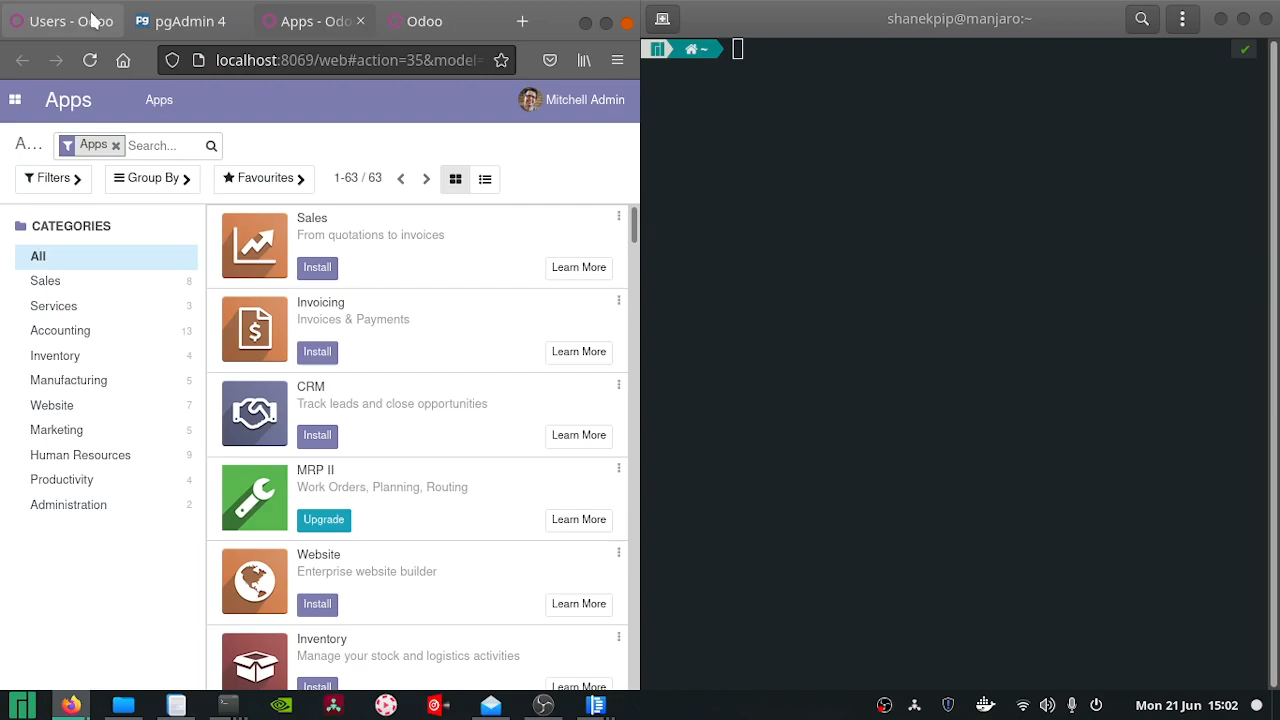 Users - Odoo
pgAdmin 4
Apps - Odo
Odoo
localhost:8069/web#action=35&model=
Apps
Apps
Mitchell Admin
A...
Apps
Search...
Filters
Group By
Favourites
1-63 / 63
CATEGORIES
All
Sales 8
Services 3
Accounting 13
Inventory 4
Manufacturing 5
Website 7
Marketing 5
Human Resources 9
Productivity 4
Administration 2
Sales
From quotations to invoices
Install
Learn More
Invoicing
Invoices & Payments
Install
Learn More
CRM
Track leads and close opportunities
Install
Learn More
MRP II
Work Orders, Planning, Routing
Upgrade
Learn More
Website
Enterprise website builder
Install
Learn More
Inventory
Manage your stock and logistics activities
Install
Learn More
shanekpip@manjaro:~
~
Mon 21 Jun 15:02